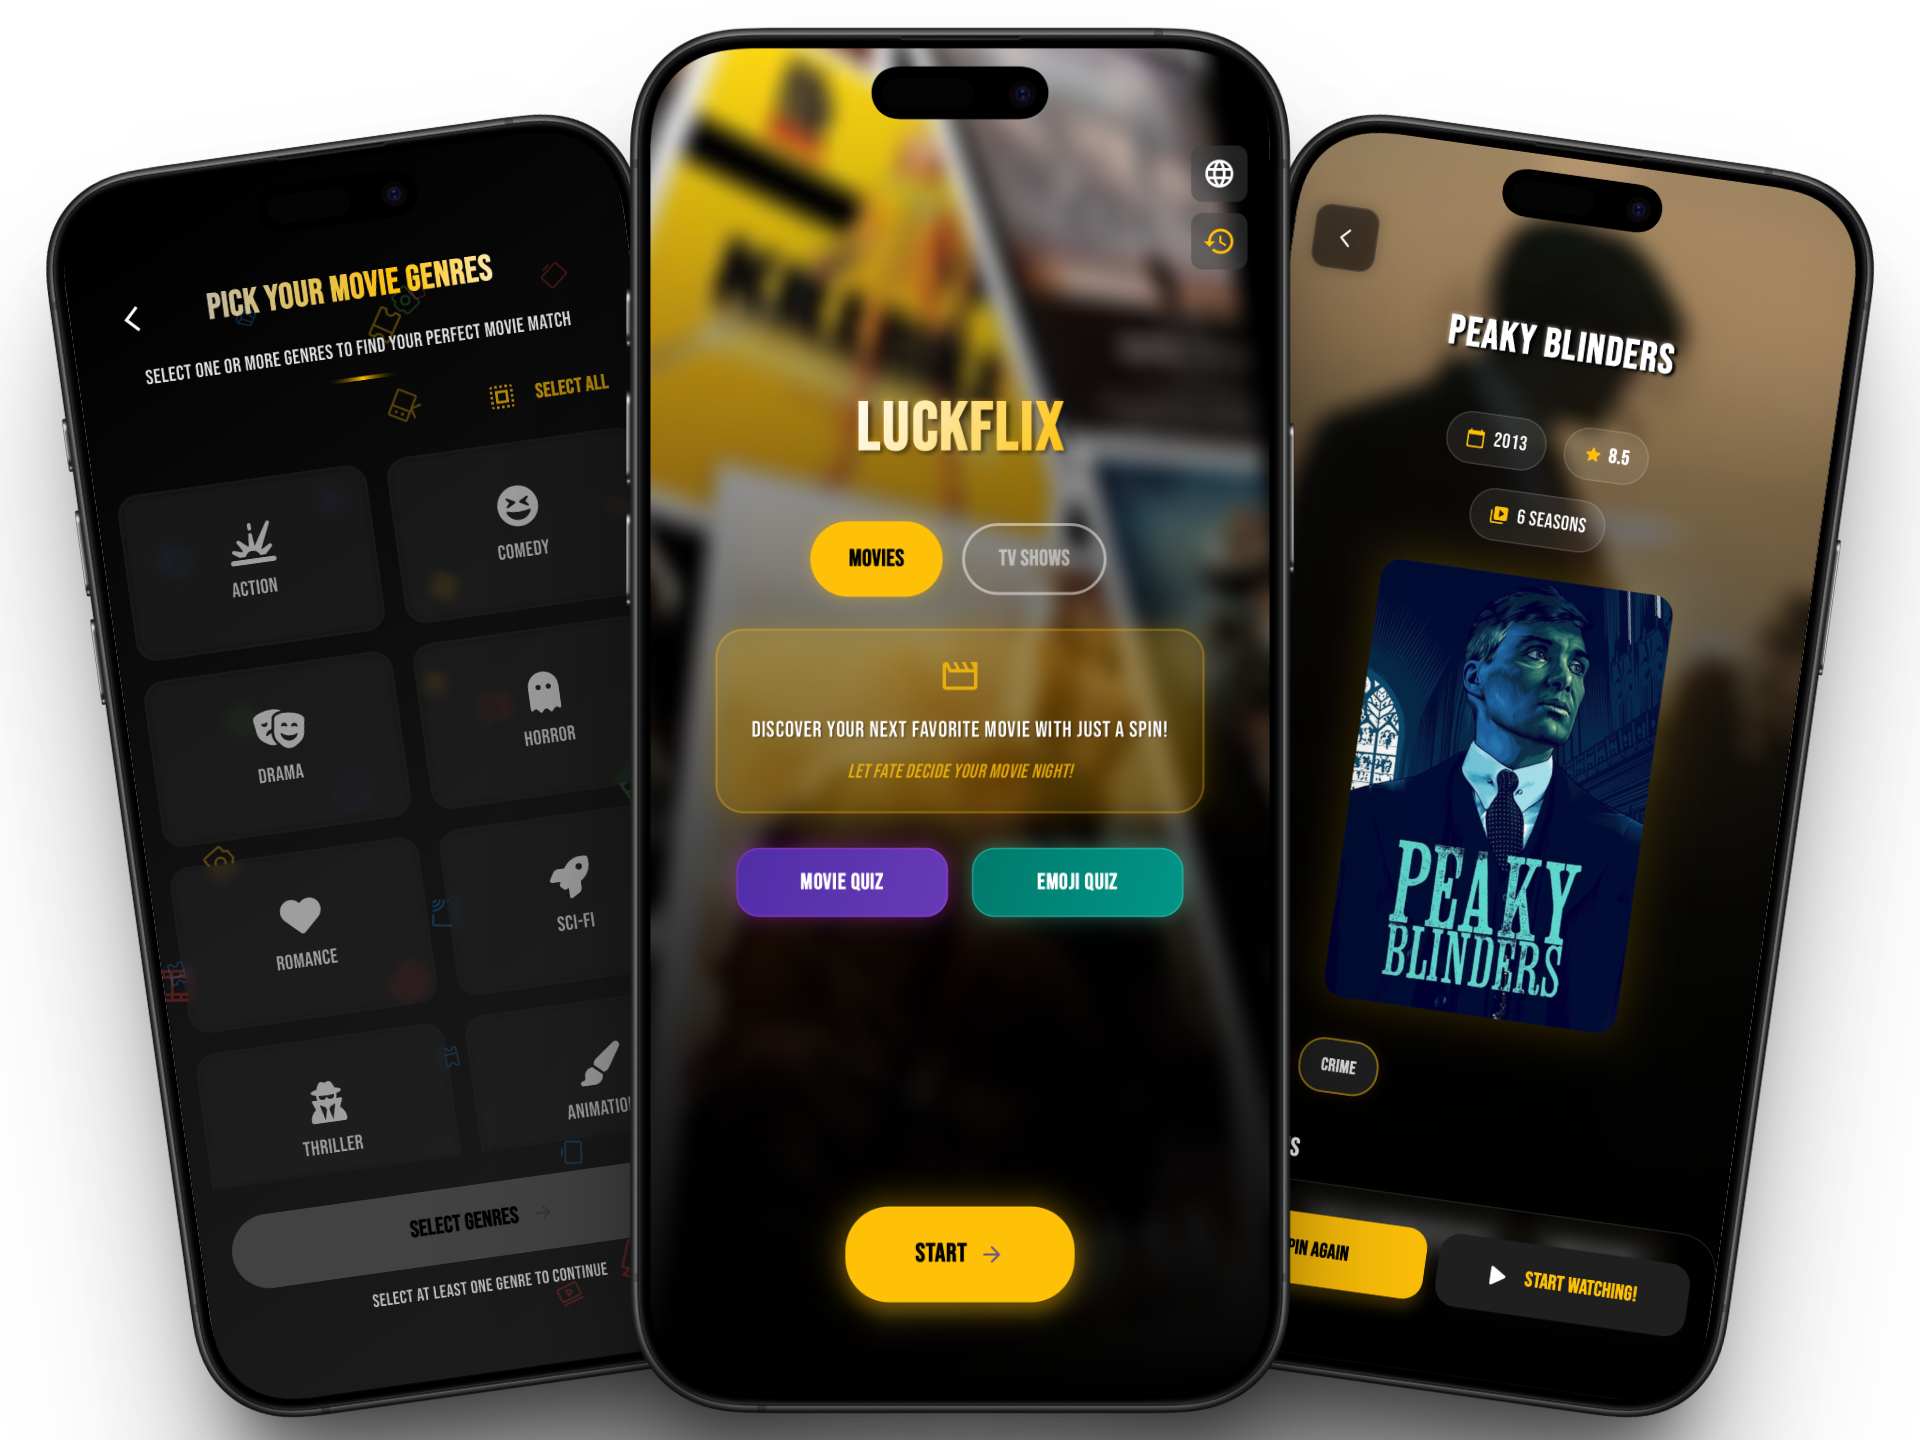 PICK YOUR MOVIE GENRES
SELECT ONE OR MORE GENRES TO FIND YOUR PERFECT MOVIE MATCH
SELECT ALL
ACTION
COMEDY
DRAMA
HORROR
ROMANCE
SCI-FI
THRILLER
SELECT GENRES
SELECT AT LEAST ONE GENRE TO CONTINUE
LUCKFLIX
MOVIES
TV SHOWS
DISCOVER YOUR NEXT FAVORITE MOVIE WITH JUST A SPIN!
LET FATE DECIDE YOUR MOVIE NIGHT!
MOVIE QUIZ
EMOJI QUIZ
START
PEAKY BLINDERS
2013
8.5
6 SEASONS
PEAKY
BLINDERS
CRIME
AGAIN
START WATCHING!